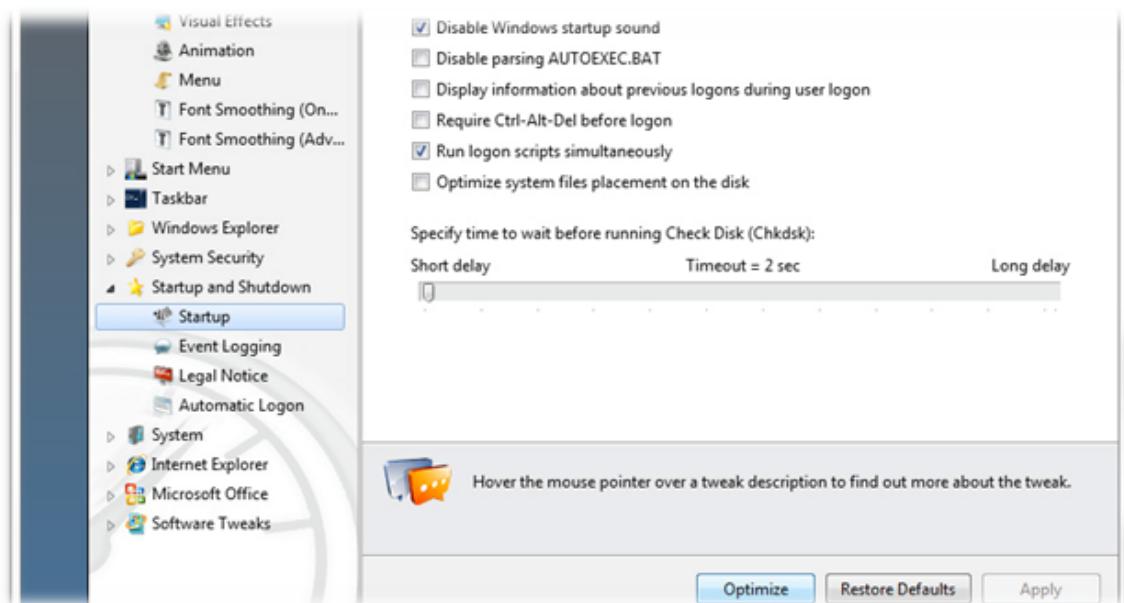 Visual Effects
Animation
Menu
Font Smoothing (On...
Font Smoothing (Adv...
Start Menu
Taskbar
Windows Explorer
System Security
Startup and Shutdown
Startup
Event Logging
Legal Notice
Automatic Logon
System
Internet Explorer
Microsoft Office
Software Tweaks
Disable Windows startup sound
Disable parsing AUTOEXEC.BAT
Display information about previous logons during user logon
Require Ctrl-Alt-Del before logon
Run logon scripts simultaneously
Optimize system files placement on the disk
Specify time to wait before running Check Disk (Chkdsk):
Short delay Timeout = 2 sec Long delay
Hover the mouse pointer over a tweak description to find out more about the tweak.
Optimize Restore Defaults Apply